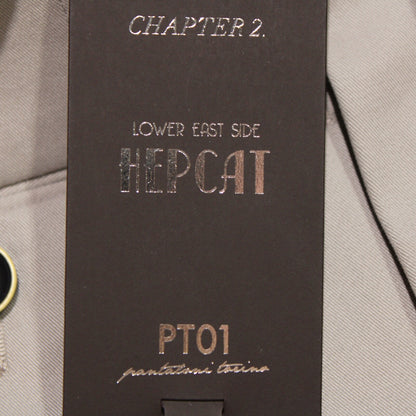 CHAPTER 2.
LOWER EAST SIDE
HEPCAT
PT01
pantaloni torino